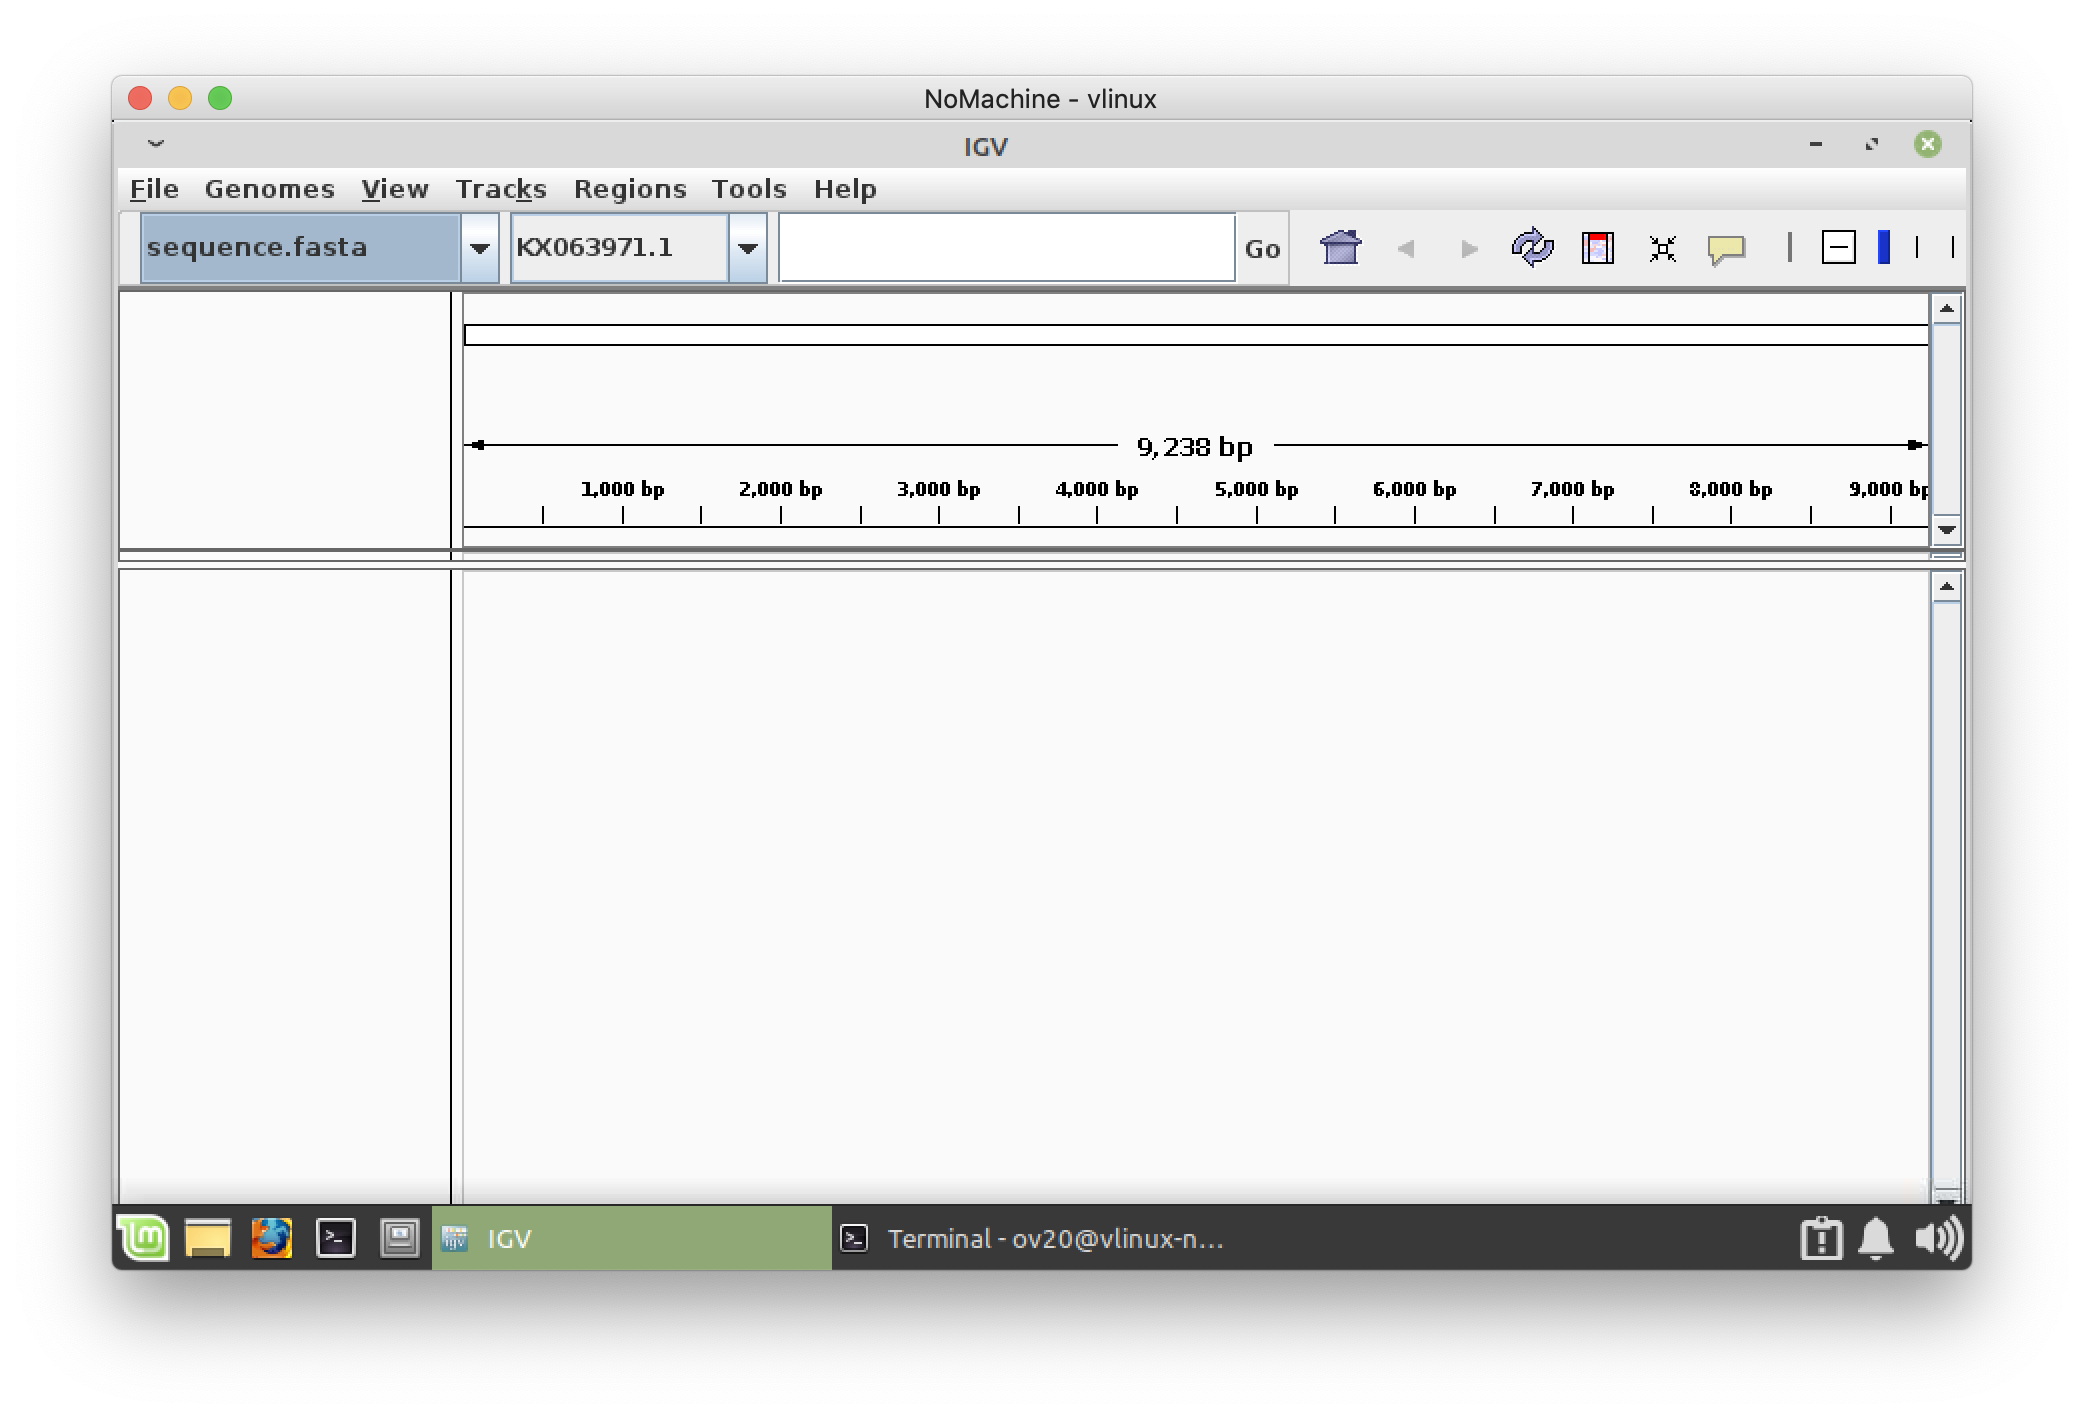 NoMachine - vlinux
IGV
File Genomes View Tracks Regions Tools Help
sequence.fasta KX063971.1 Go
9,238 bp
1,000 bp 2,000 bp 3,000 bp 4,000 bp 5,000 bp 6,000 bp 7,000 bp 8,000 bp 9,000 bp
IGV Terminal - ov20@vlinux-n...